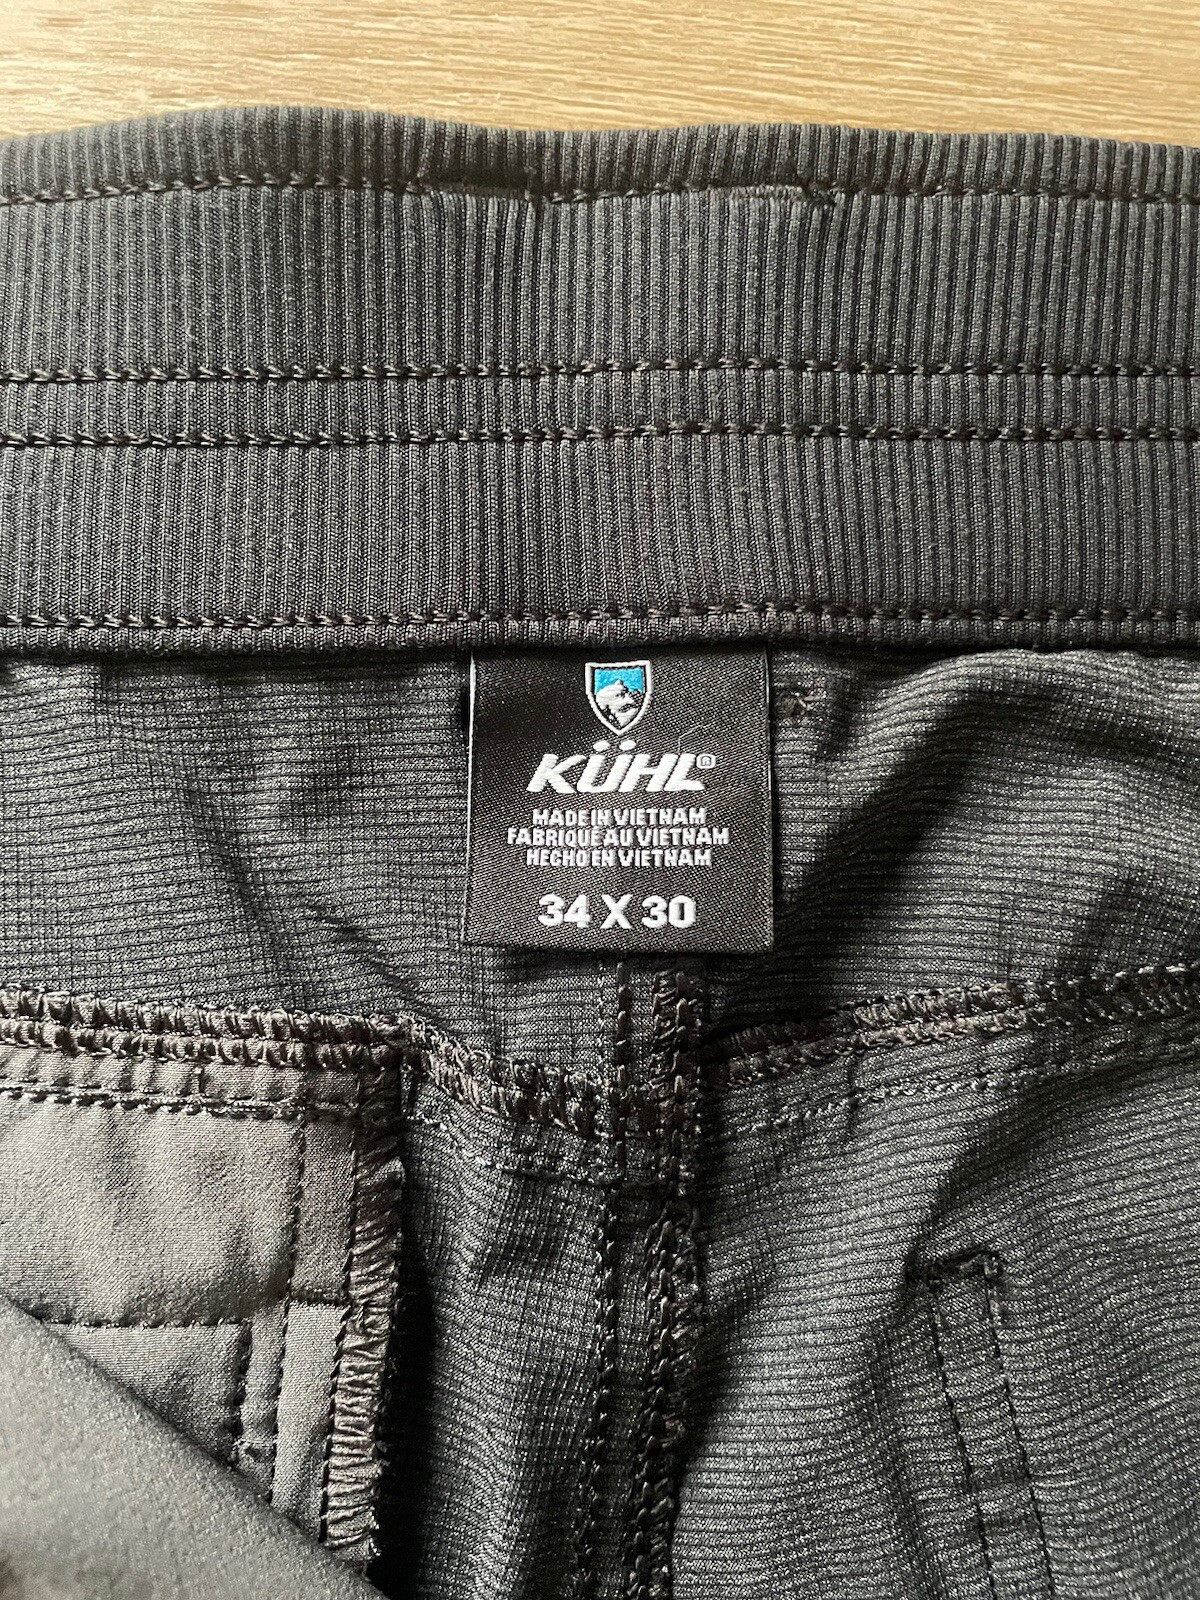 KÜHL®
MADE IN VIETNAM
FABRIQUÉ AU VIETNAM
HECHO EN VIETNAM
34 X 30